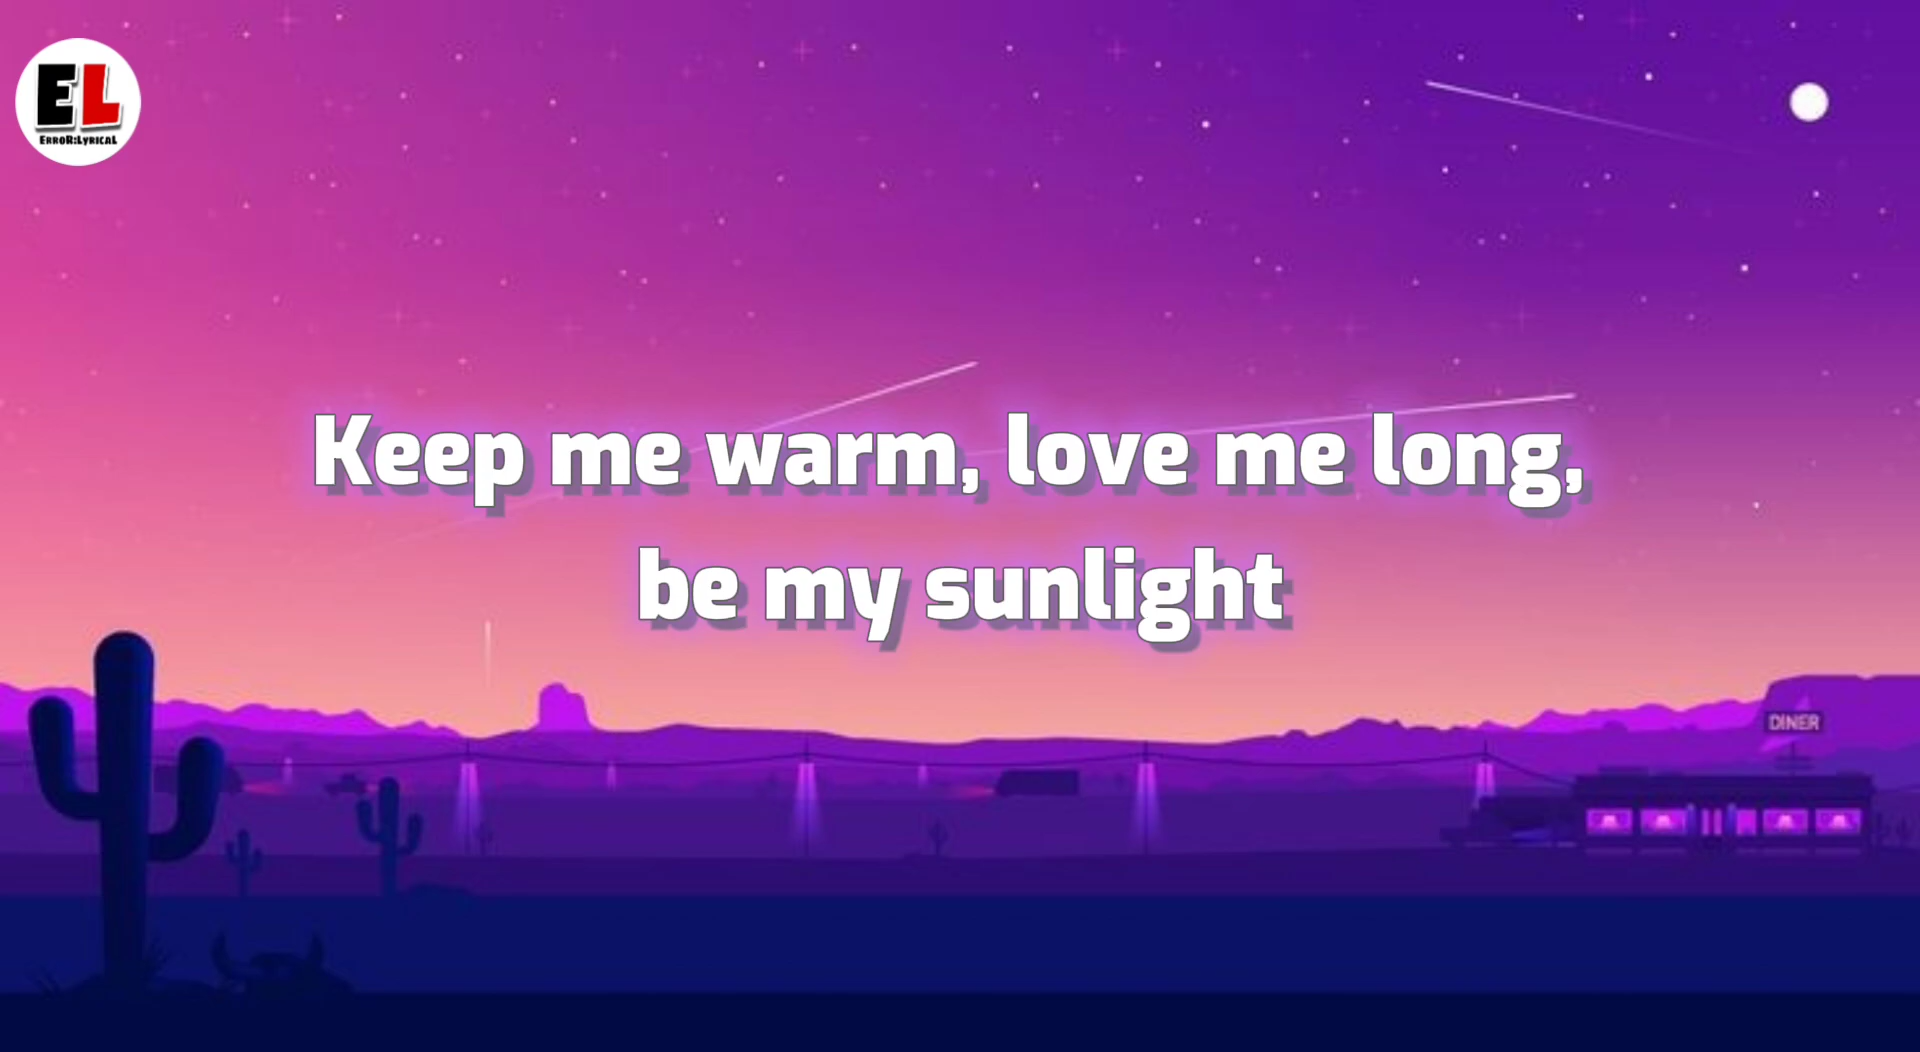 EL
ERROR:LYRICAL
Keep me warm, love me long,
be my sunlight
DINER